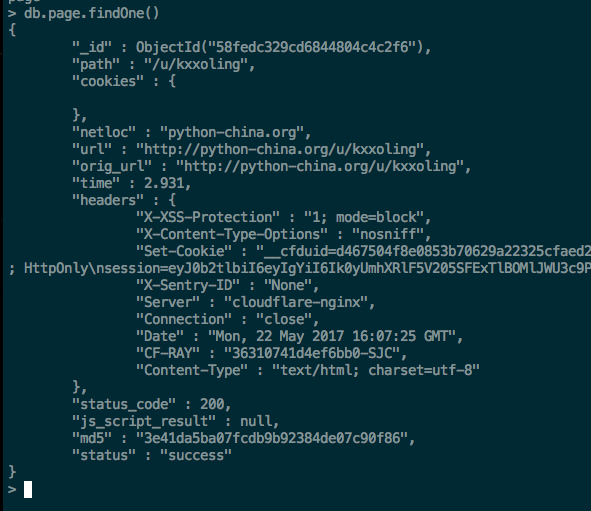 > db.page.findOne()
{
"_id" : ObjectId("58fedc329cd6844804c4c2f6"),
"path" : "/u/kxxoling",
"cookies" : {
},
"netloc" : "python-china.org",
"url" : "http://python-china.org/u/kxxoling",
"orig_url" : "http://python-china.org/u/kxxoling",
"time" : 2.931,
"headers" : {
"X-XSS-Protection" : "1; mode=block",
"X-Content-Type-Options" : "nosniff",
"Set-Cookie" : "__cfduid=d467504f8e0853b70629a22325cfaed2
; HttpOnly\nsession=eyJ0b2tlbiI6eyIgYiI6Ik0yUmhXRlF5V205SFExTlBOMlJWU3c9P
"X-Sentry-ID" : "None",
"Server" : "cloudflare-nginx",
"Connection" : "close",
"Date" : "Mon, 22 May 2017 16:07:25 GMT",
"CF-RAY" : "36310741d4ef6bb0-SJC",
"Content-Type" : "text/html; charset=utf-8"
},
"status_code" : 200,
"js_script_result" : null,
"md5" : "3e41da5ba07fcdb9b92384de07c90f86",
"status" : "success"
}
>